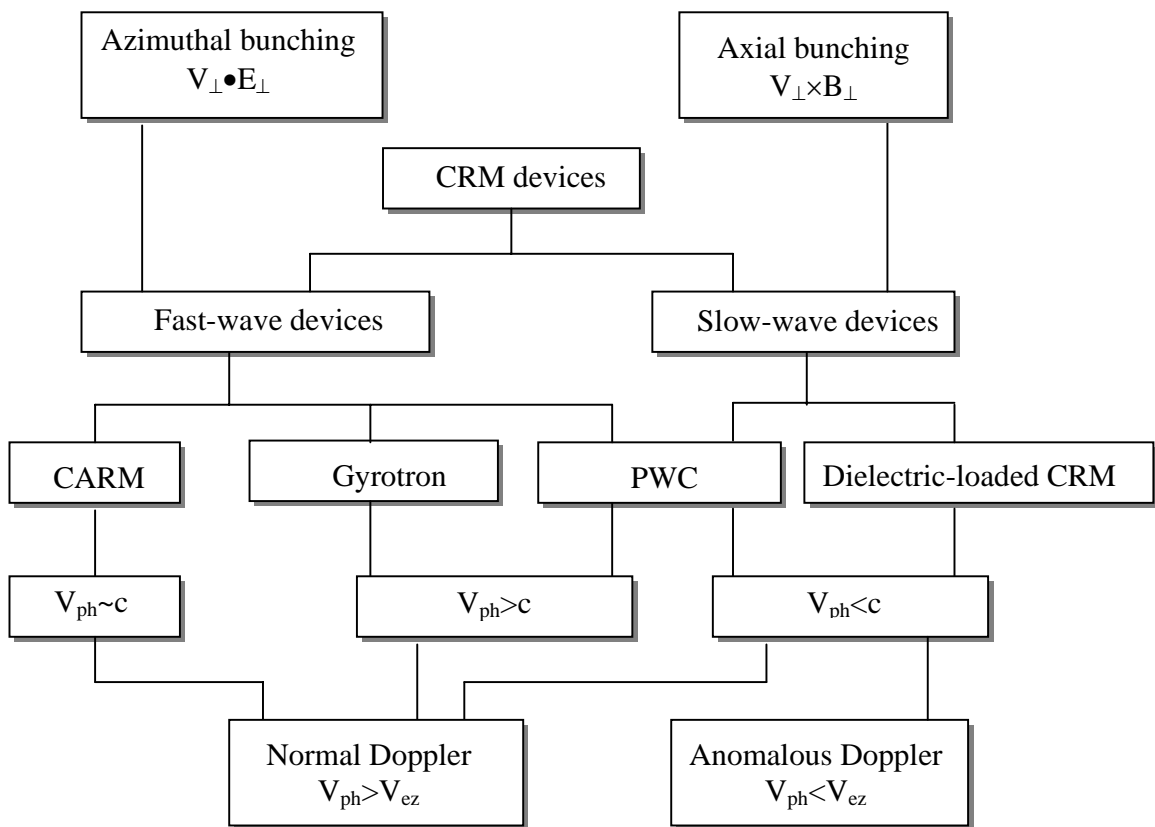 Azimuthal bunching
V⊥●E⊥
Axial bunching
V⊥×B⊥
CRM devices
Fast-wave devices
Slow-wave devices
CARM
Gyrotron
PWC
Dielectric-loaded CRM
Vph~c
Vph>c
Vph<c
Normal Doppler
Vph>Vez
Anomalous Doppler
Vph<Vez